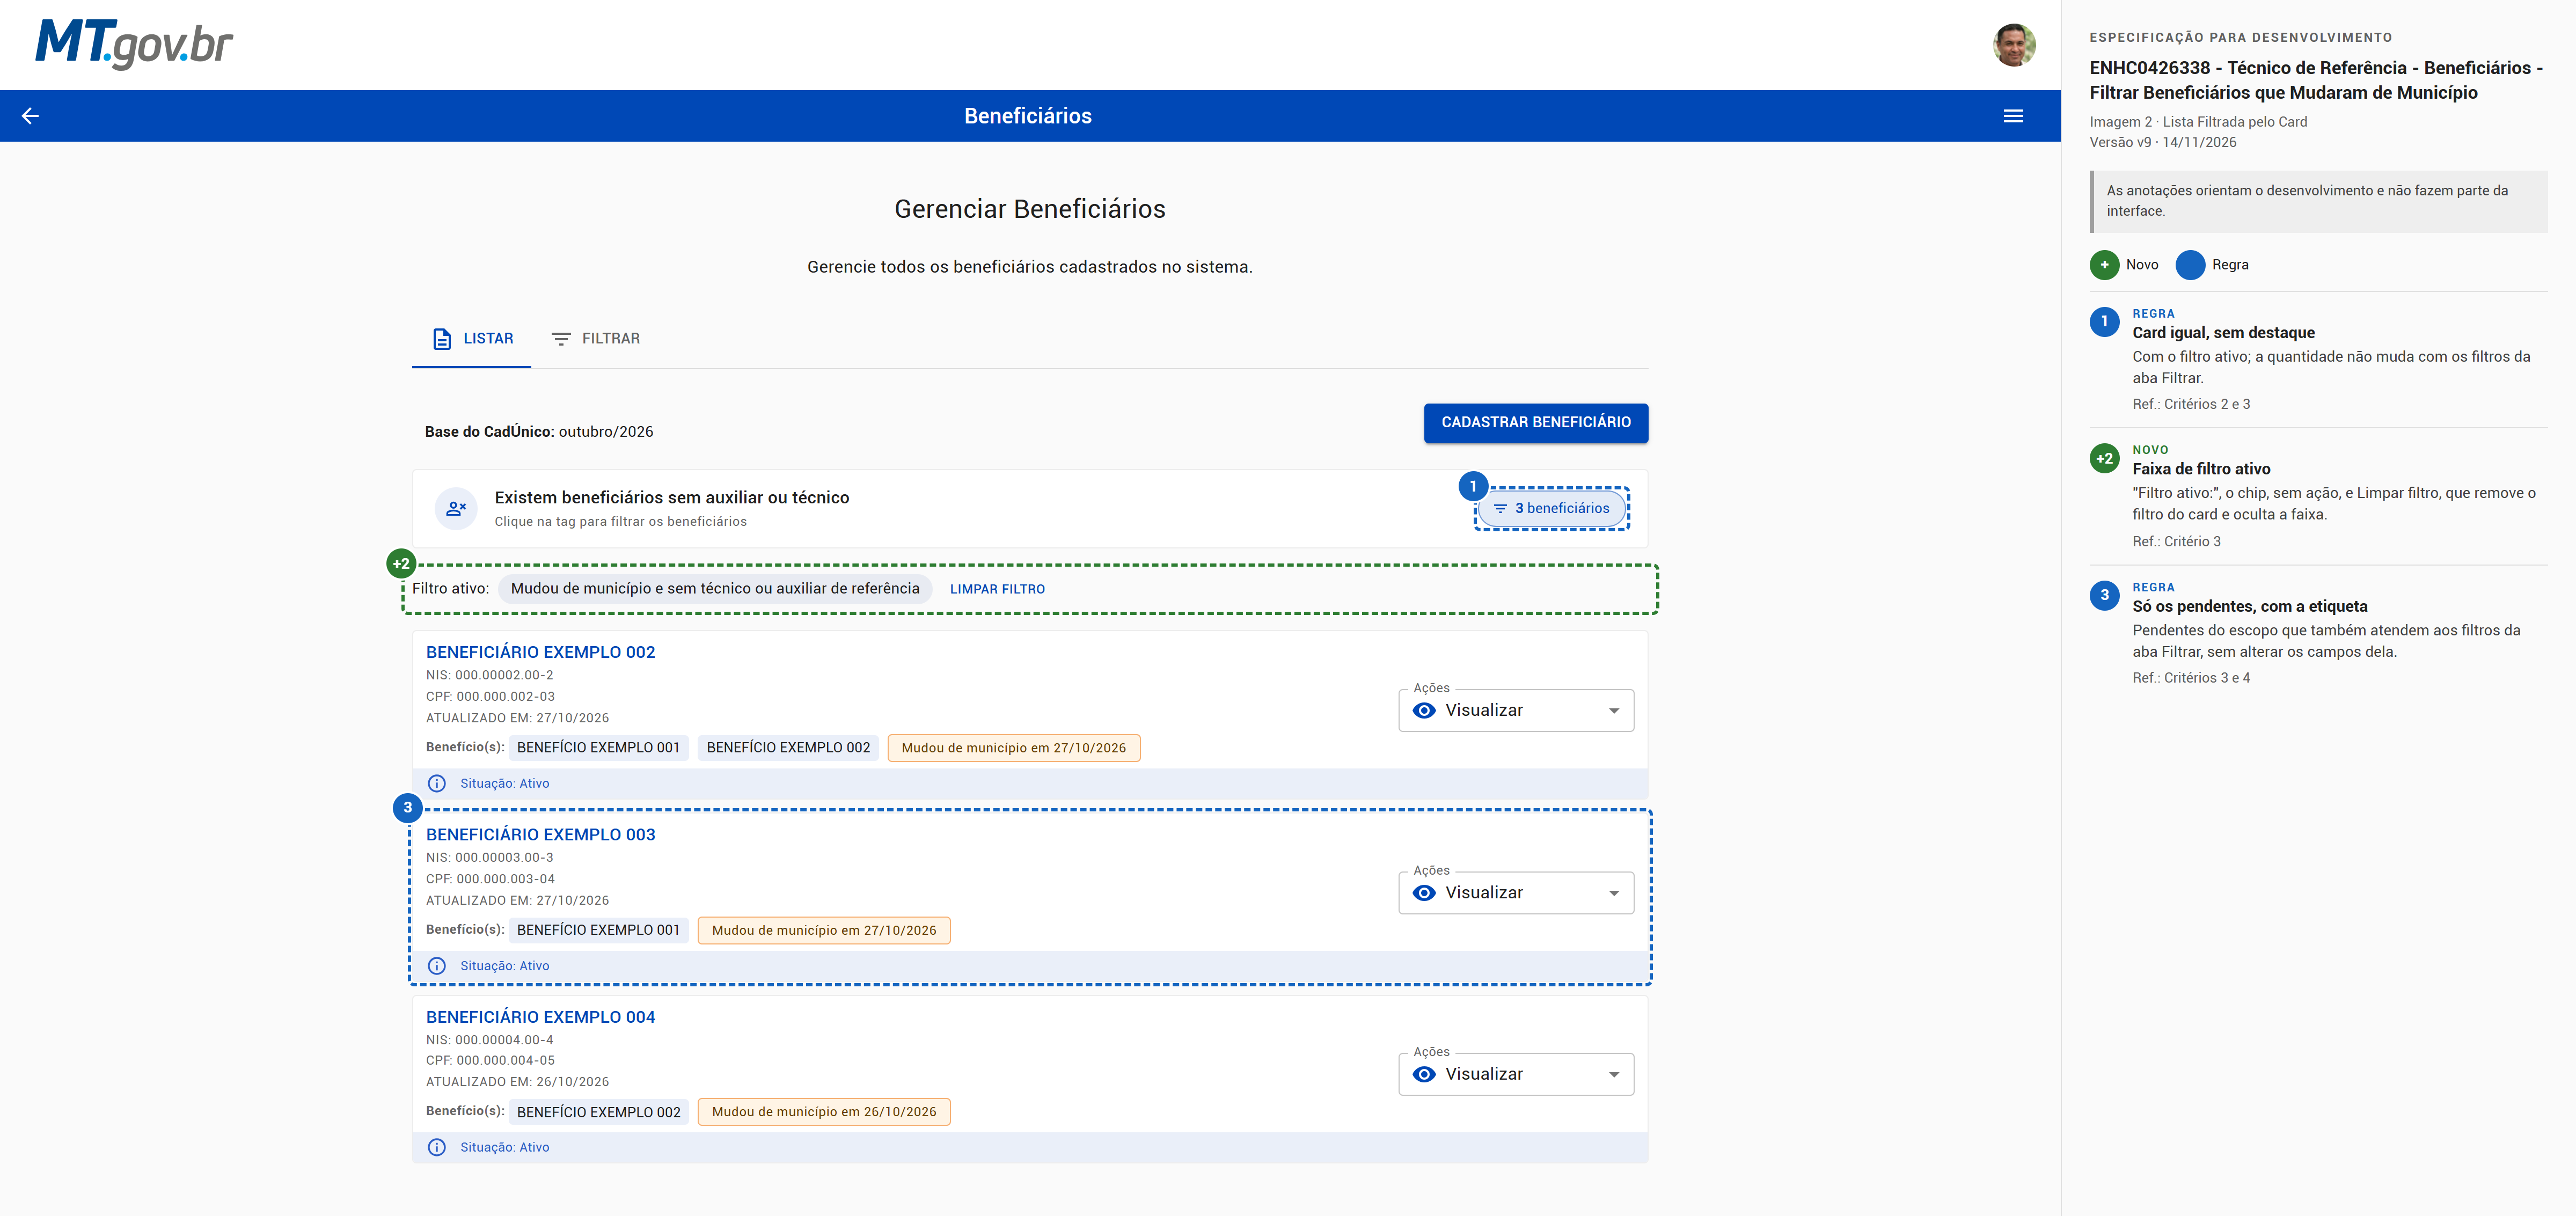 MT.gov.br
Beneficiários
Gerenciar Beneficiários
Gerencie todos os beneficiários cadastrados no sistema.
LISTAR
FILTRAR
Base do CadÚnico: outubro/2026
CADASTRAR BENEFICIÁRIO
Existem beneficiários sem auxiliar ou técnico
Clique na tag para filtrar os beneficiários
1
3 beneficiários
+2
Filtro ativo: Mudou de município e sem técnico ou auxiliar de referência LIMPAR FILTRO
BENEFICIÁRIO EXEMPLO 002
NIS: 000.00002.00-2
CPF: 000.000.002-03
ATUALIZADO EM: 27/10/2026
Benefício(s): BENEFÍCIO EXEMPLO 001 BENEFÍCIO EXEMPLO 002 Mudou de município em 27/10/2026
Ações
Visualizar
Situação: Ativo
3
BENEFICIÁRIO EXEMPLO 003
NIS: 000.00003.00-3
CPF: 000.000.003-04
ATUALIZADO EM: 27/10/2026
Benefício(s): BENEFÍCIO EXEMPLO 001 Mudou de município em 27/10/2026
Ações
Visualizar
Situação: Ativo
BENEFICIÁRIO EXEMPLO 004
NIS: 000.00004.00-4
CPF: 000.000.004-05
ATUALIZADO EM: 26/10/2026
Benefício(s): BENEFÍCIO EXEMPLO 002 Mudou de município em 26/10/2026
Ações
Visualizar
Situação: Ativo
ESPECIFICAÇÃO PARA DESENVOLVIMENTO
ENHC0426338 - Técnico de Referência - Beneficiários -
Filtrar Beneficiários que Mudaram de Município
Imagem 2 · Lista Filtrada pelo Card
Versão v9 · 14/11/2026
As anotações orientam o desenvolvimento e não fazem parte da
interface.
+ Novo Regra
1 REGRA
Card igual, sem destaque
Com o filtro ativo; a quantidade não muda com os filtros da
aba Filtrar.
Ref.: Critérios 2 e 3
+2 NOVO
Faixa de filtro ativo
"Filtro ativo:", o chip, sem ação, e Limpar filtro, que remove o
filtro do card e oculta a faixa.
Ref.: Critério 3
3 REGRA
Só os pendentes, com a etiqueta
Pendentes do escopo que também atendem aos filtros da
aba Filtrar, sem alterar os campos dela.
Ref.: Critérios 3 e 4